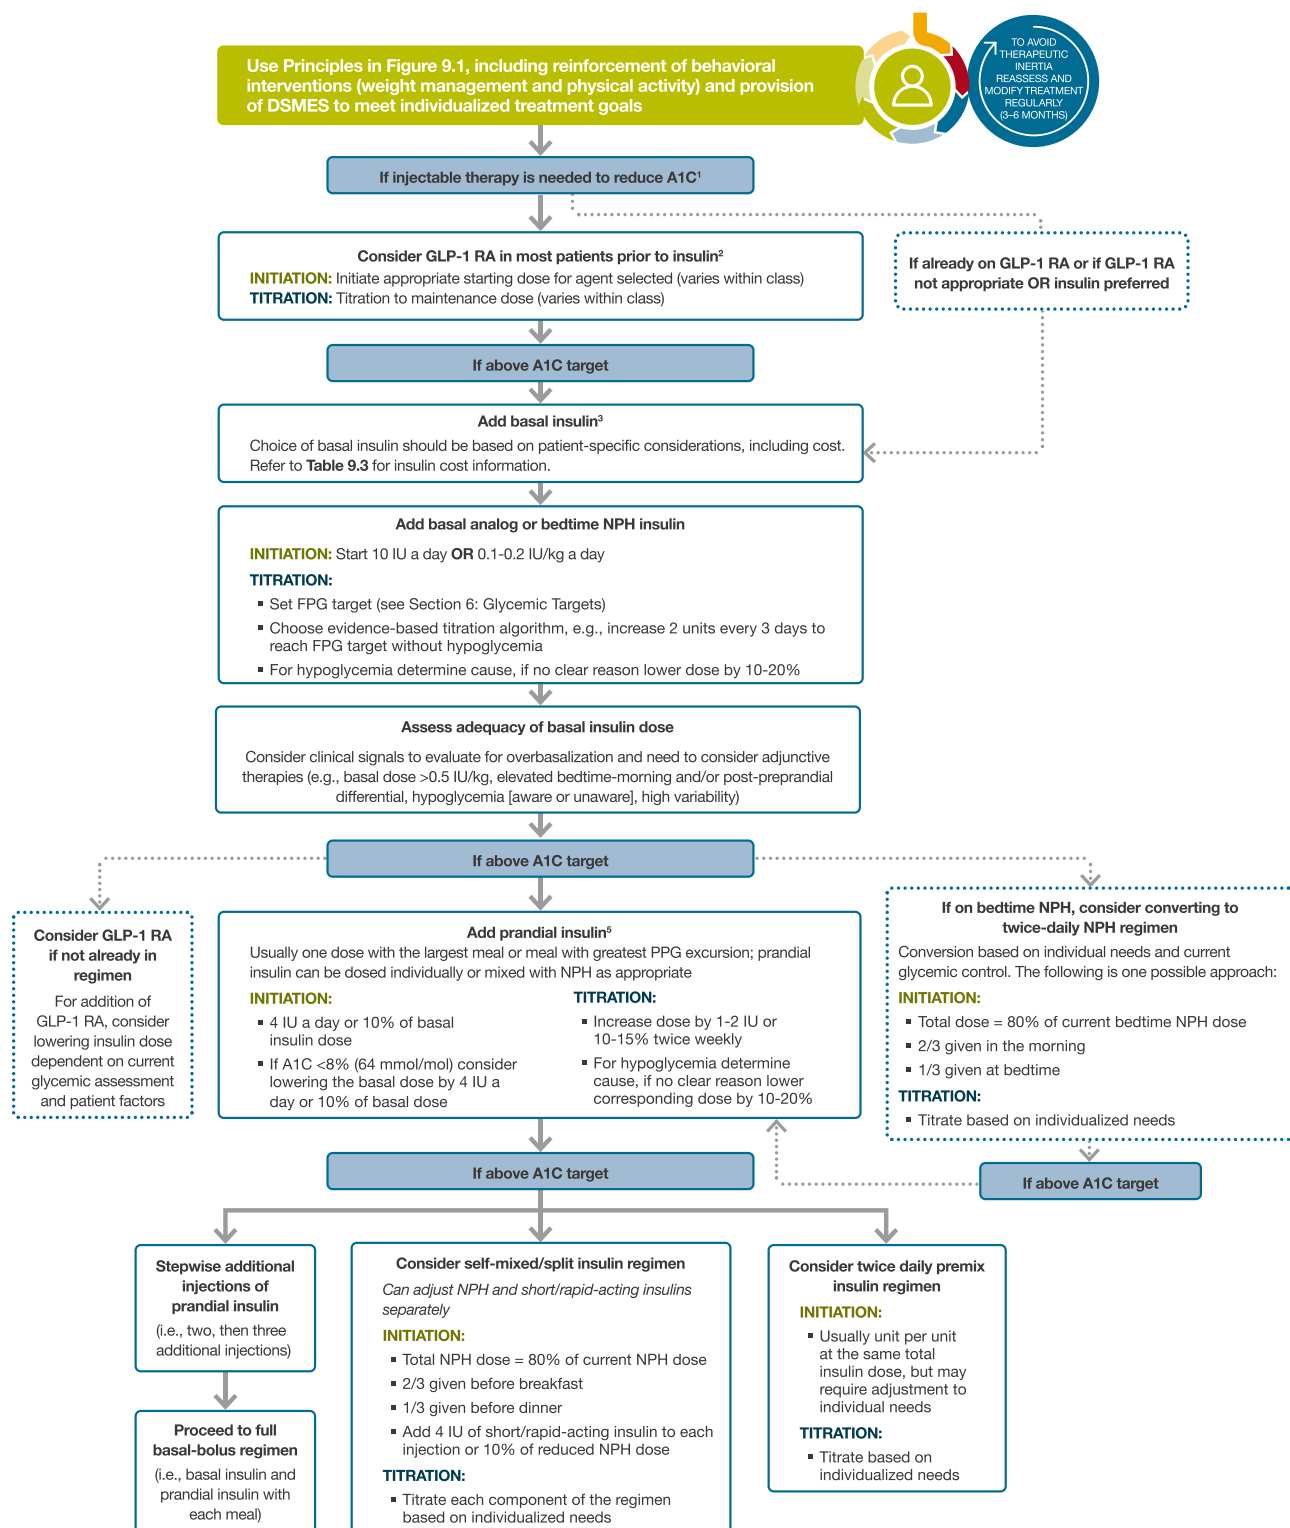 Use Principles in Figure 9.1, including reinforcement of behavioral
interventions (weight management and physical activity) and provision
of DSMES to meet individualized treatment goals
TO AVOID
THERAPEUTIC
INERTIA
REASSESS AND
MODIFY TREATMENT
REGULARLY
(3–6 MONTHS)
If injectable therapy is needed to reduce A1C¹
Consider GLP-1 RA in most patients prior to insulin²
INITIATION: Initiate appropriate starting dose for agent selected (varies within class)
TITRATION: Titration to maintenance dose (varies within class)
If already on GLP-1 RA or if GLP-1 RA
not appropriate OR insulin preferred
If above A1C target
Add basal insulin³
Choice of basal insulin should be based on patient-specific considerations, including cost.
Refer to Table 9.3 for insulin cost information.
Add basal analog or bedtime NPH insulin
INITIATION: Start 10 IU a day OR 0.1-0.2 IU/kg a day
TITRATION:
▪ Set FPG target (see Section 6: Glycemic Targets)
▪ Choose evidence-based titration algorithm, e.g., increase 2 units every 3 days to
reach FPG target without hypoglycemia
▪ For hypoglycemia determine cause, if no clear reason lower dose by 10-20%
Assess adequacy of basal insulin dose
Consider clinical signals to evaluate for overbasalization and need to consider adjunctive
therapies (e.g., basal dose >0.5 IU/kg, elevated bedtime-morning and/or post-preprandial
differential, hypoglycemia [aware or unaware], high variability)
If above A1C target
Consider GLP-1 RA
if not already in
regimen
For addition of
GLP-1 RA, consider
lowering insulin dose
dependent on current
glycemic assessment
and patient factors
Add prandial insulin⁵
Usually one dose with the largest meal or meal with greatest PPG excursion; prandial
insulin can be dosed individually or mixed with NPH as appropriate
INITIATION:
▪ 4 IU a day or 10% of basal
insulin dose
▪ If A1C <8% (64 mmol/mol) consider
lowering the basal dose by 4 IU a
day or 10% of basal dose
TITRATION:
▪ Increase dose by 1-2 IU or
10-15% twice weekly
▪ For hypoglycemia determine
cause, if no clear reason lower
corresponding dose by 10-20%
If on bedtime NPH, consider converting to
twice-daily NPH regimen
Conversion based on individual needs and current
glycemic control. The following is one possible approach:
INITIATION:
▪ Total dose = 80% of current bedtime NPH dose
▪ 2/3 given in the morning
▪ 1/3 given at bedtime
TITRATION:
▪ Titrate based on individualized needs
If above A1C target
If above A1C target
Stepwise additional
injections of
prandial insulin
(i.e., two, then three
additional injections)
Proceed to full
basal-bolus regimen
(i.e., basal insulin and
prandial insulin with
each meal)
Consider self-mixed/split insulin regimen
Can adjust NPH and short/rapid-acting insulins
separately
INITIATION:
▪ Total NPH dose = 80% of current NPH dose
▪ 2/3 given before breakfast
▪ 1/3 given before dinner
▪ Add 4 IU of short/rapid-acting insulin to each
injection or 10% of reduced NPH dose
TITRATION:
▪ Titrate each component of the regimen
based on individualized needs
Consider twice daily premix
insulin regimen
INITIATION:
▪ Usually unit per unit
at the same total
insulin dose, but may
require adjustment to
individual needs
TITRATION:
▪ Titrate based on
individualized needs